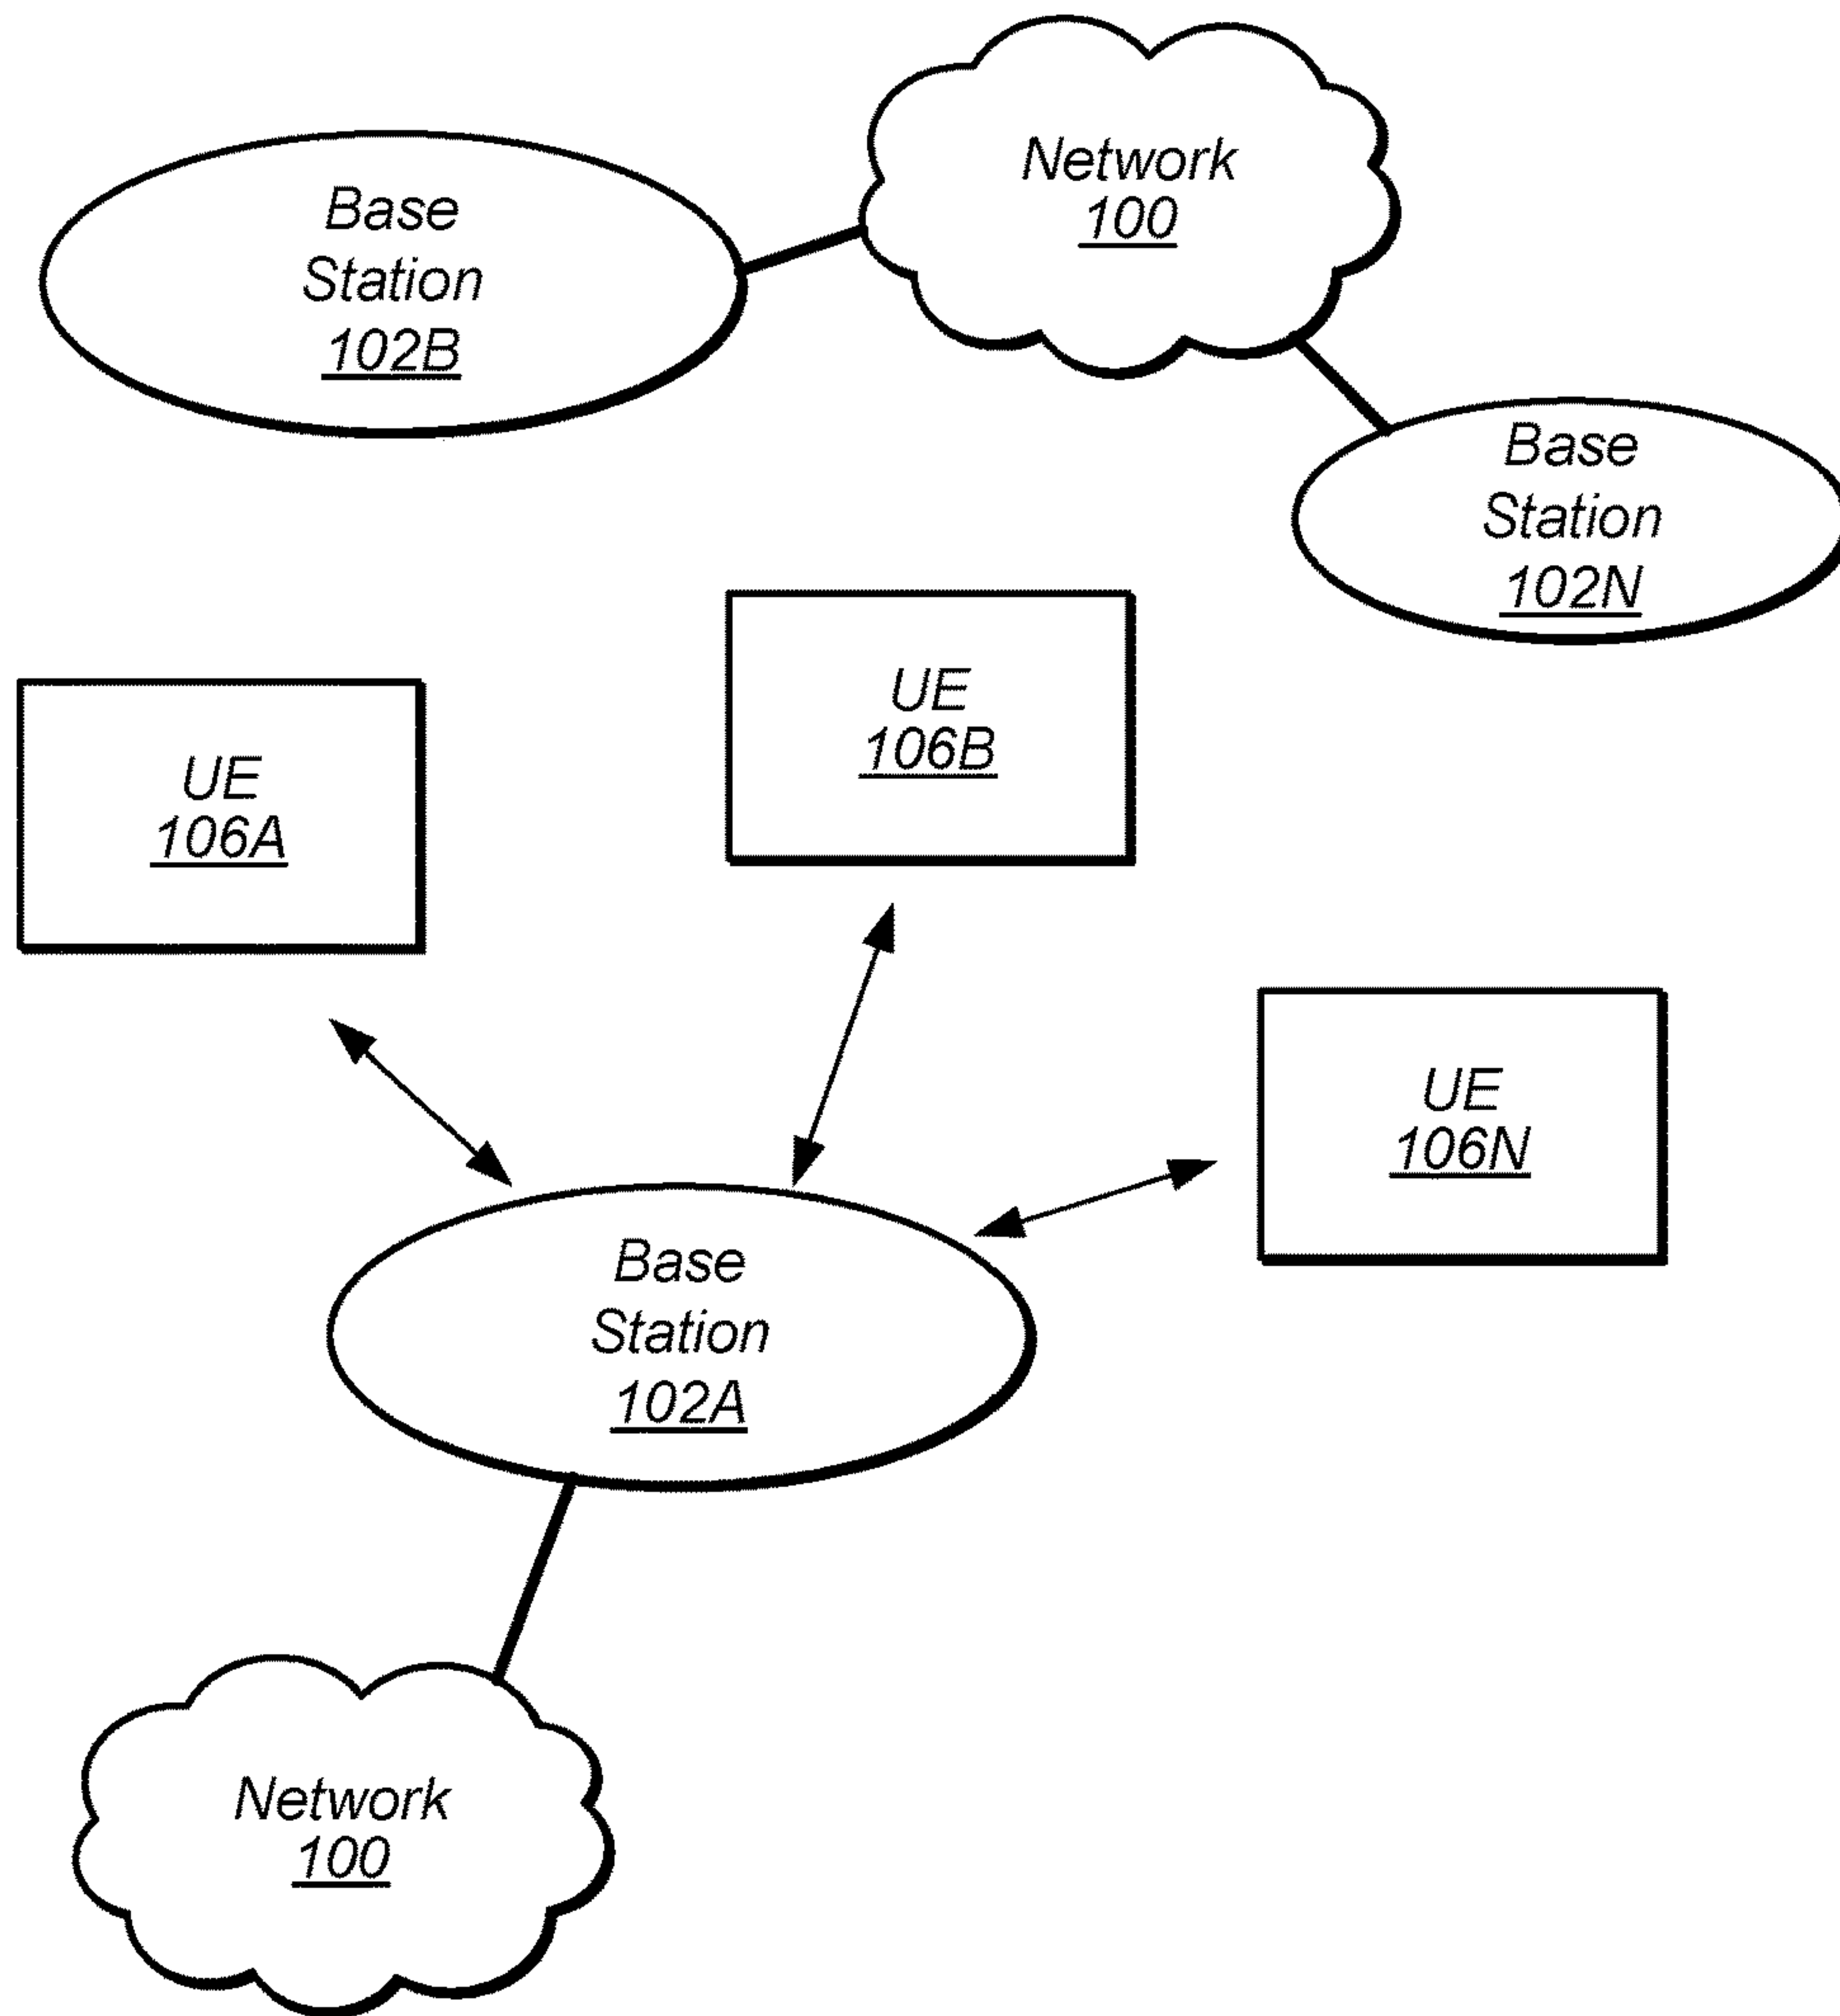 Network
100
Base
Station
102B
Base
Station
102N
UE
106B
UE
106A
UE
106N
Base
Station
102A
Network
100